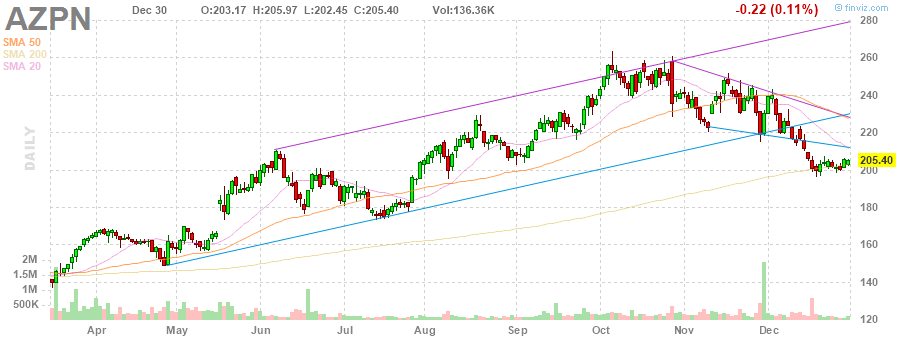 AZPN Dec 30 O:203.17 H:205.97 L:202.45 C:205.40 Vol:136.36K -0.22 (0.11%) © finviz.com
SMA 50
SMA 200
SMA 20
DAILY
280
260
240
220
205.40
200
180
160
140
120
2M
1.5M
1M
500K
Apr May Jun Jul Aug Sep Oct Nov Dec